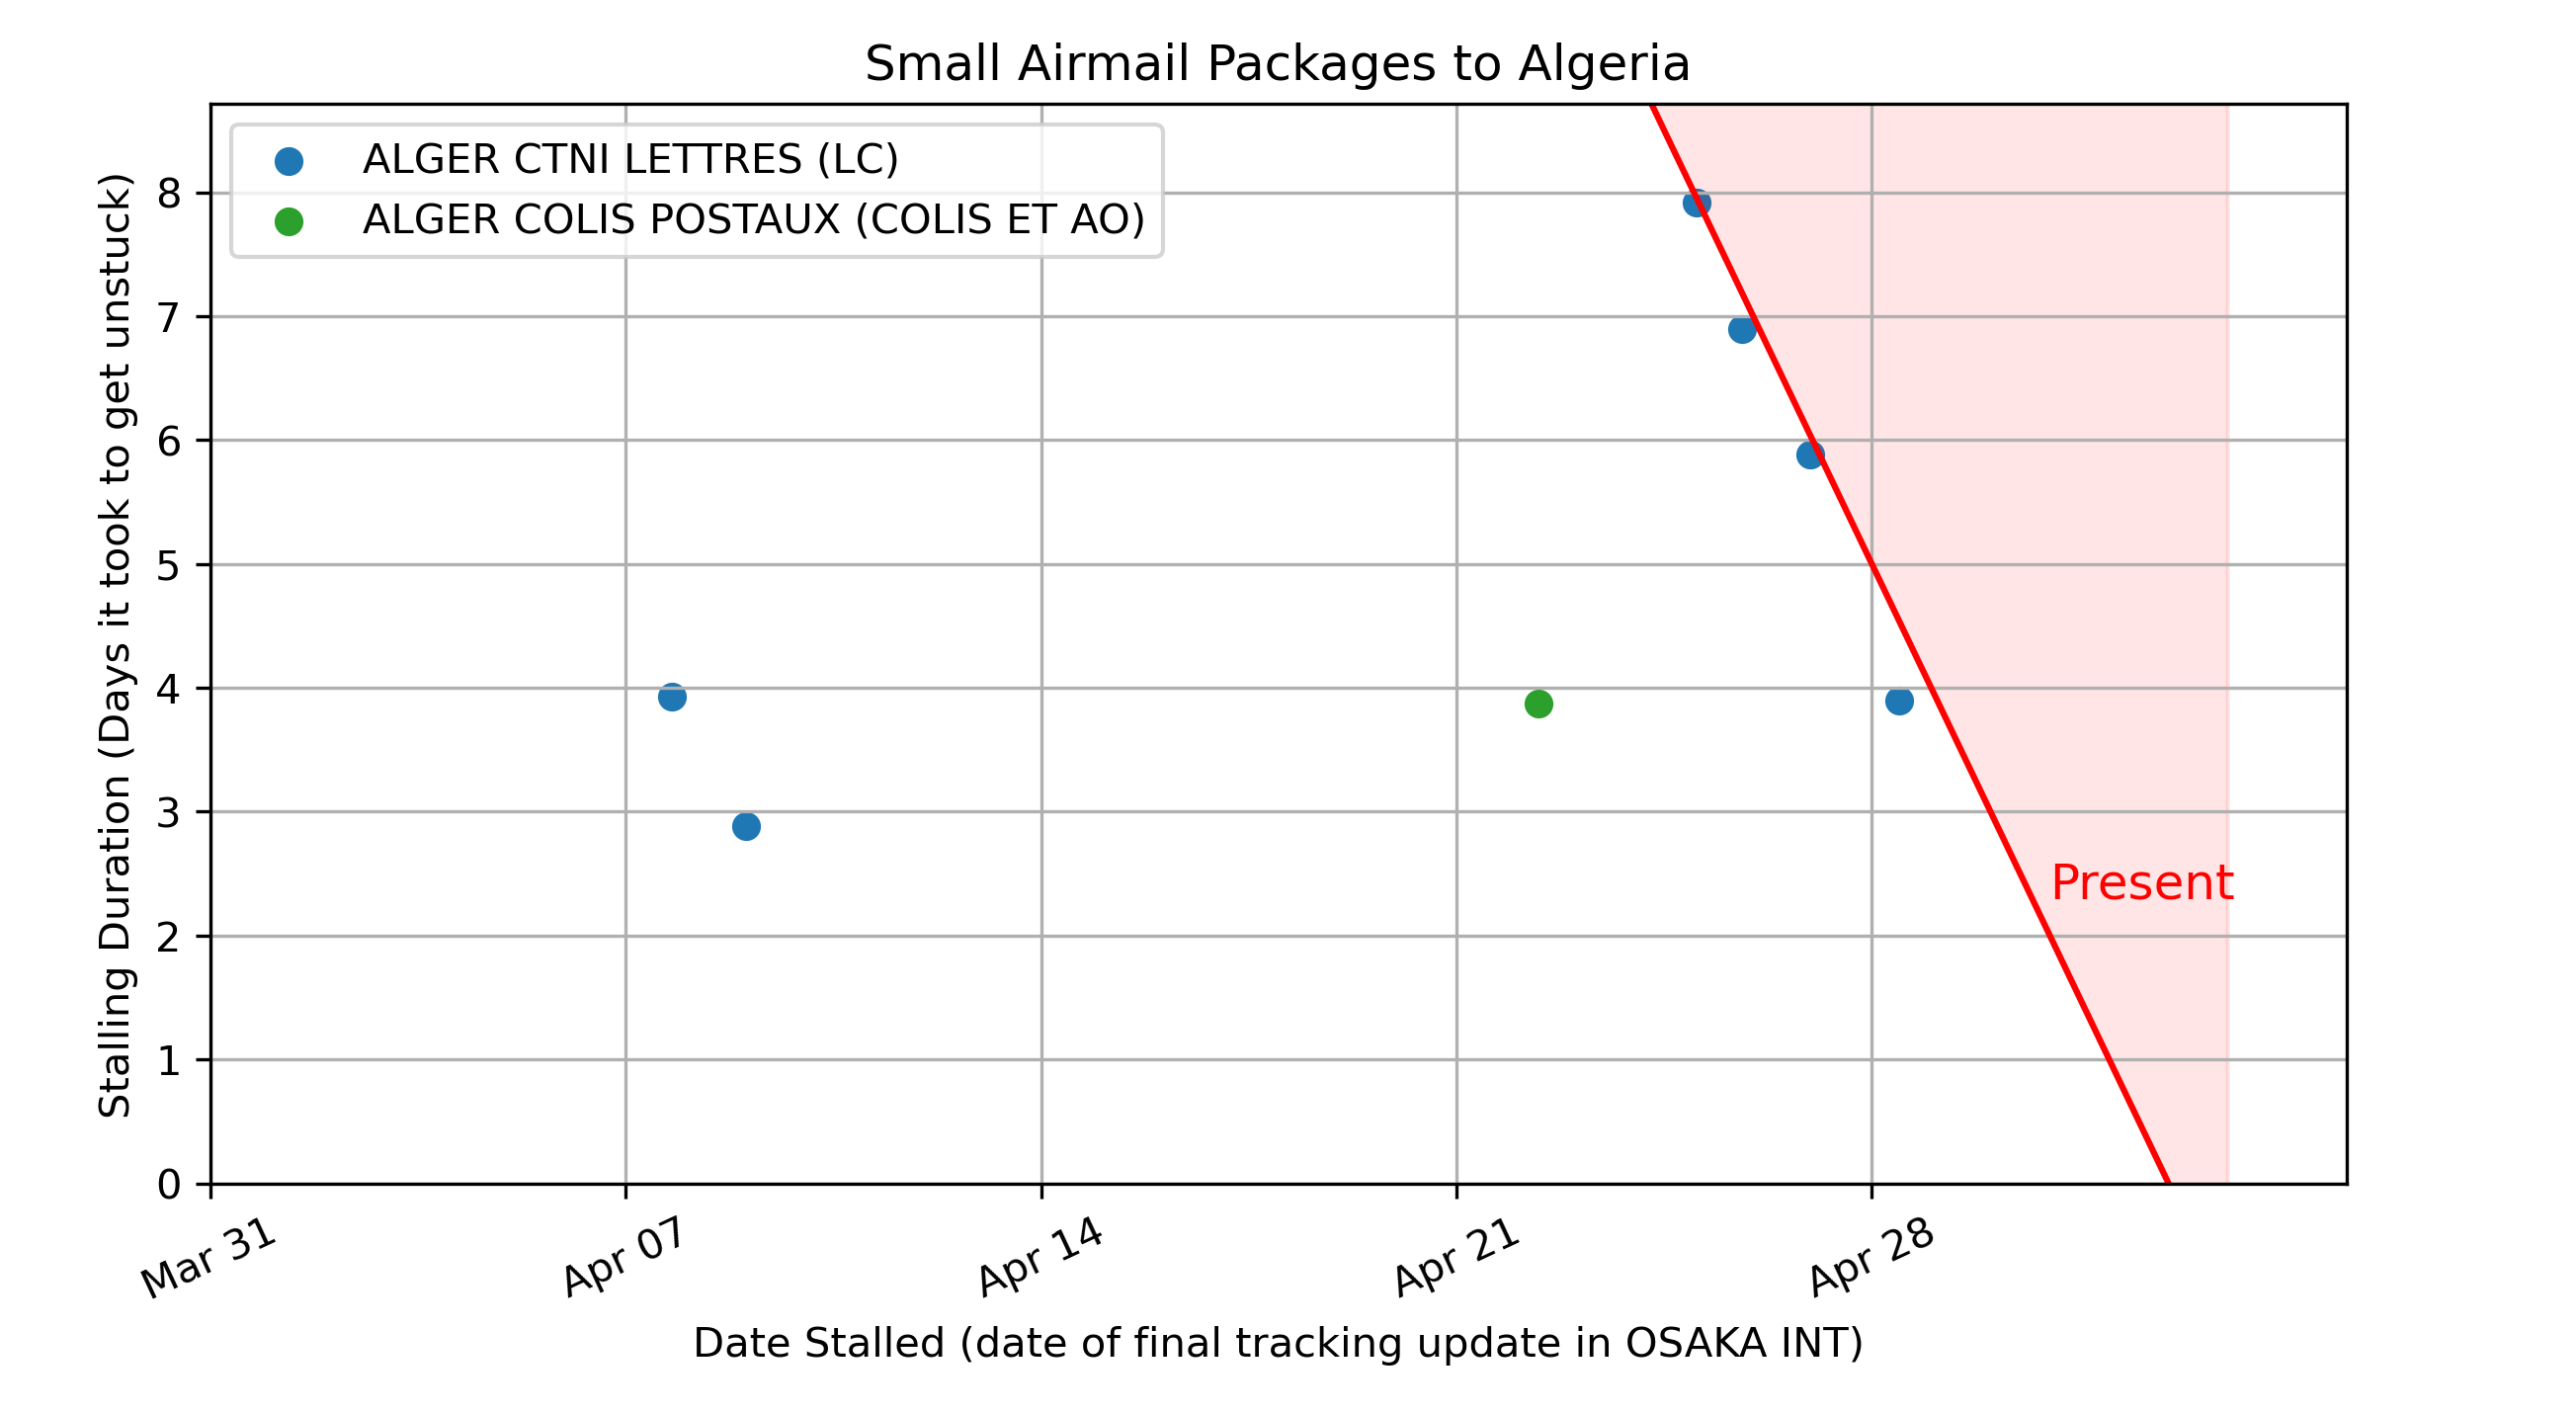 Small Airmail Packages to Algeria
ALGER CTNI LETTRES (LC)
ALGER COLIS POSTAUX (COLIS ET AO)
Stalling Duration (Days it took to get unstuck)
8
7
6
5
4
3
2
1
0
Present
Mar 31
Apr 07
Apr 14
Apr 21
Apr 28
Date Stalled (date of final tracking update in OSAKA INT)